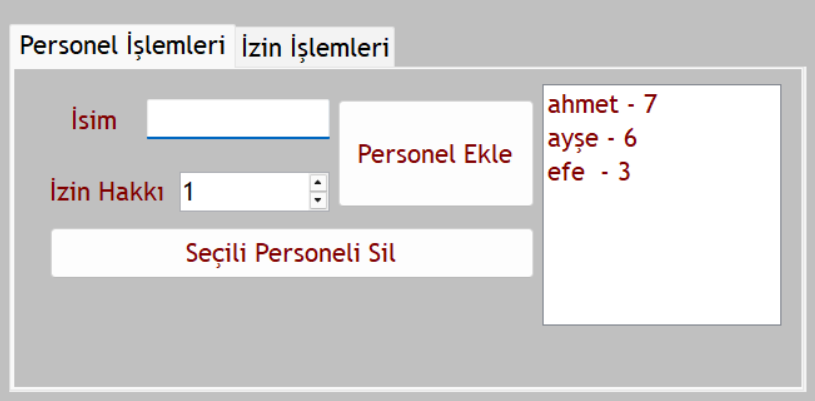 Personel İşlemleri İzin İşlemleri
İsim
Personel Ekle
İzin Hakkı 1
Seçili Personeli Sil
ahmet - 7
ayşe - 6
efe  - 3